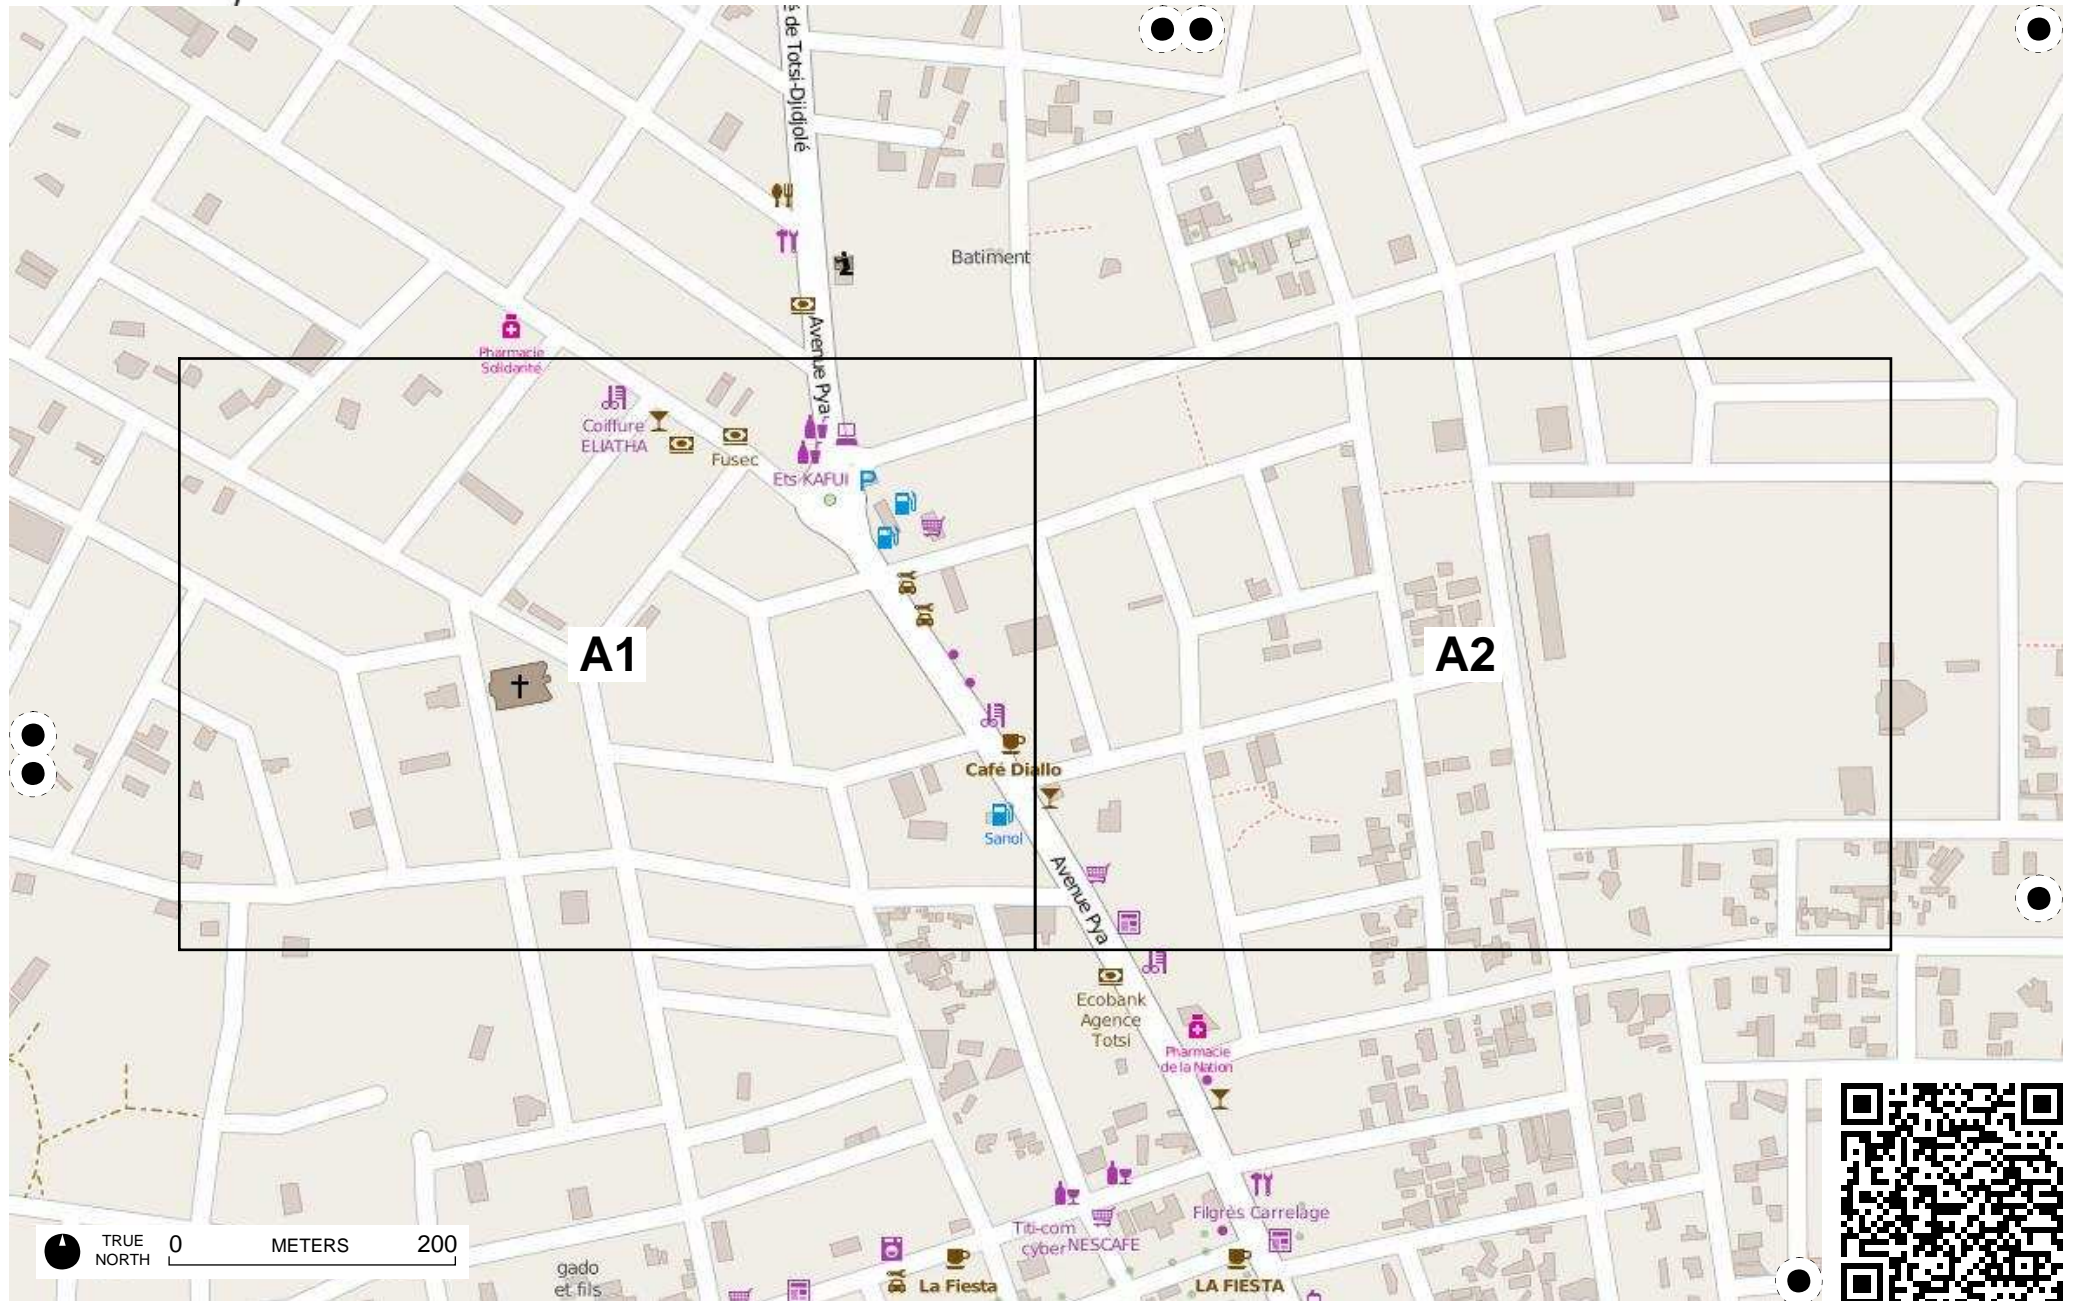 s de Totsi-Djidjolé
Batiment
Avenue Pya
Pharmacie
Solidarité
Coiffure
ELIATHA
Fusec
Ets KAFUI
P
A1
A2
Café Diallo
Sanol
Avenue Pya
Ecobank
Agence
Totsi
Pharmacie
de la Nation
Filgrès Carrelage
Titi-com
cyber
NESCAFE
TRUE
NORTH
0 METERS 200
gado
et fils
La Fiesta
LA FIESTA